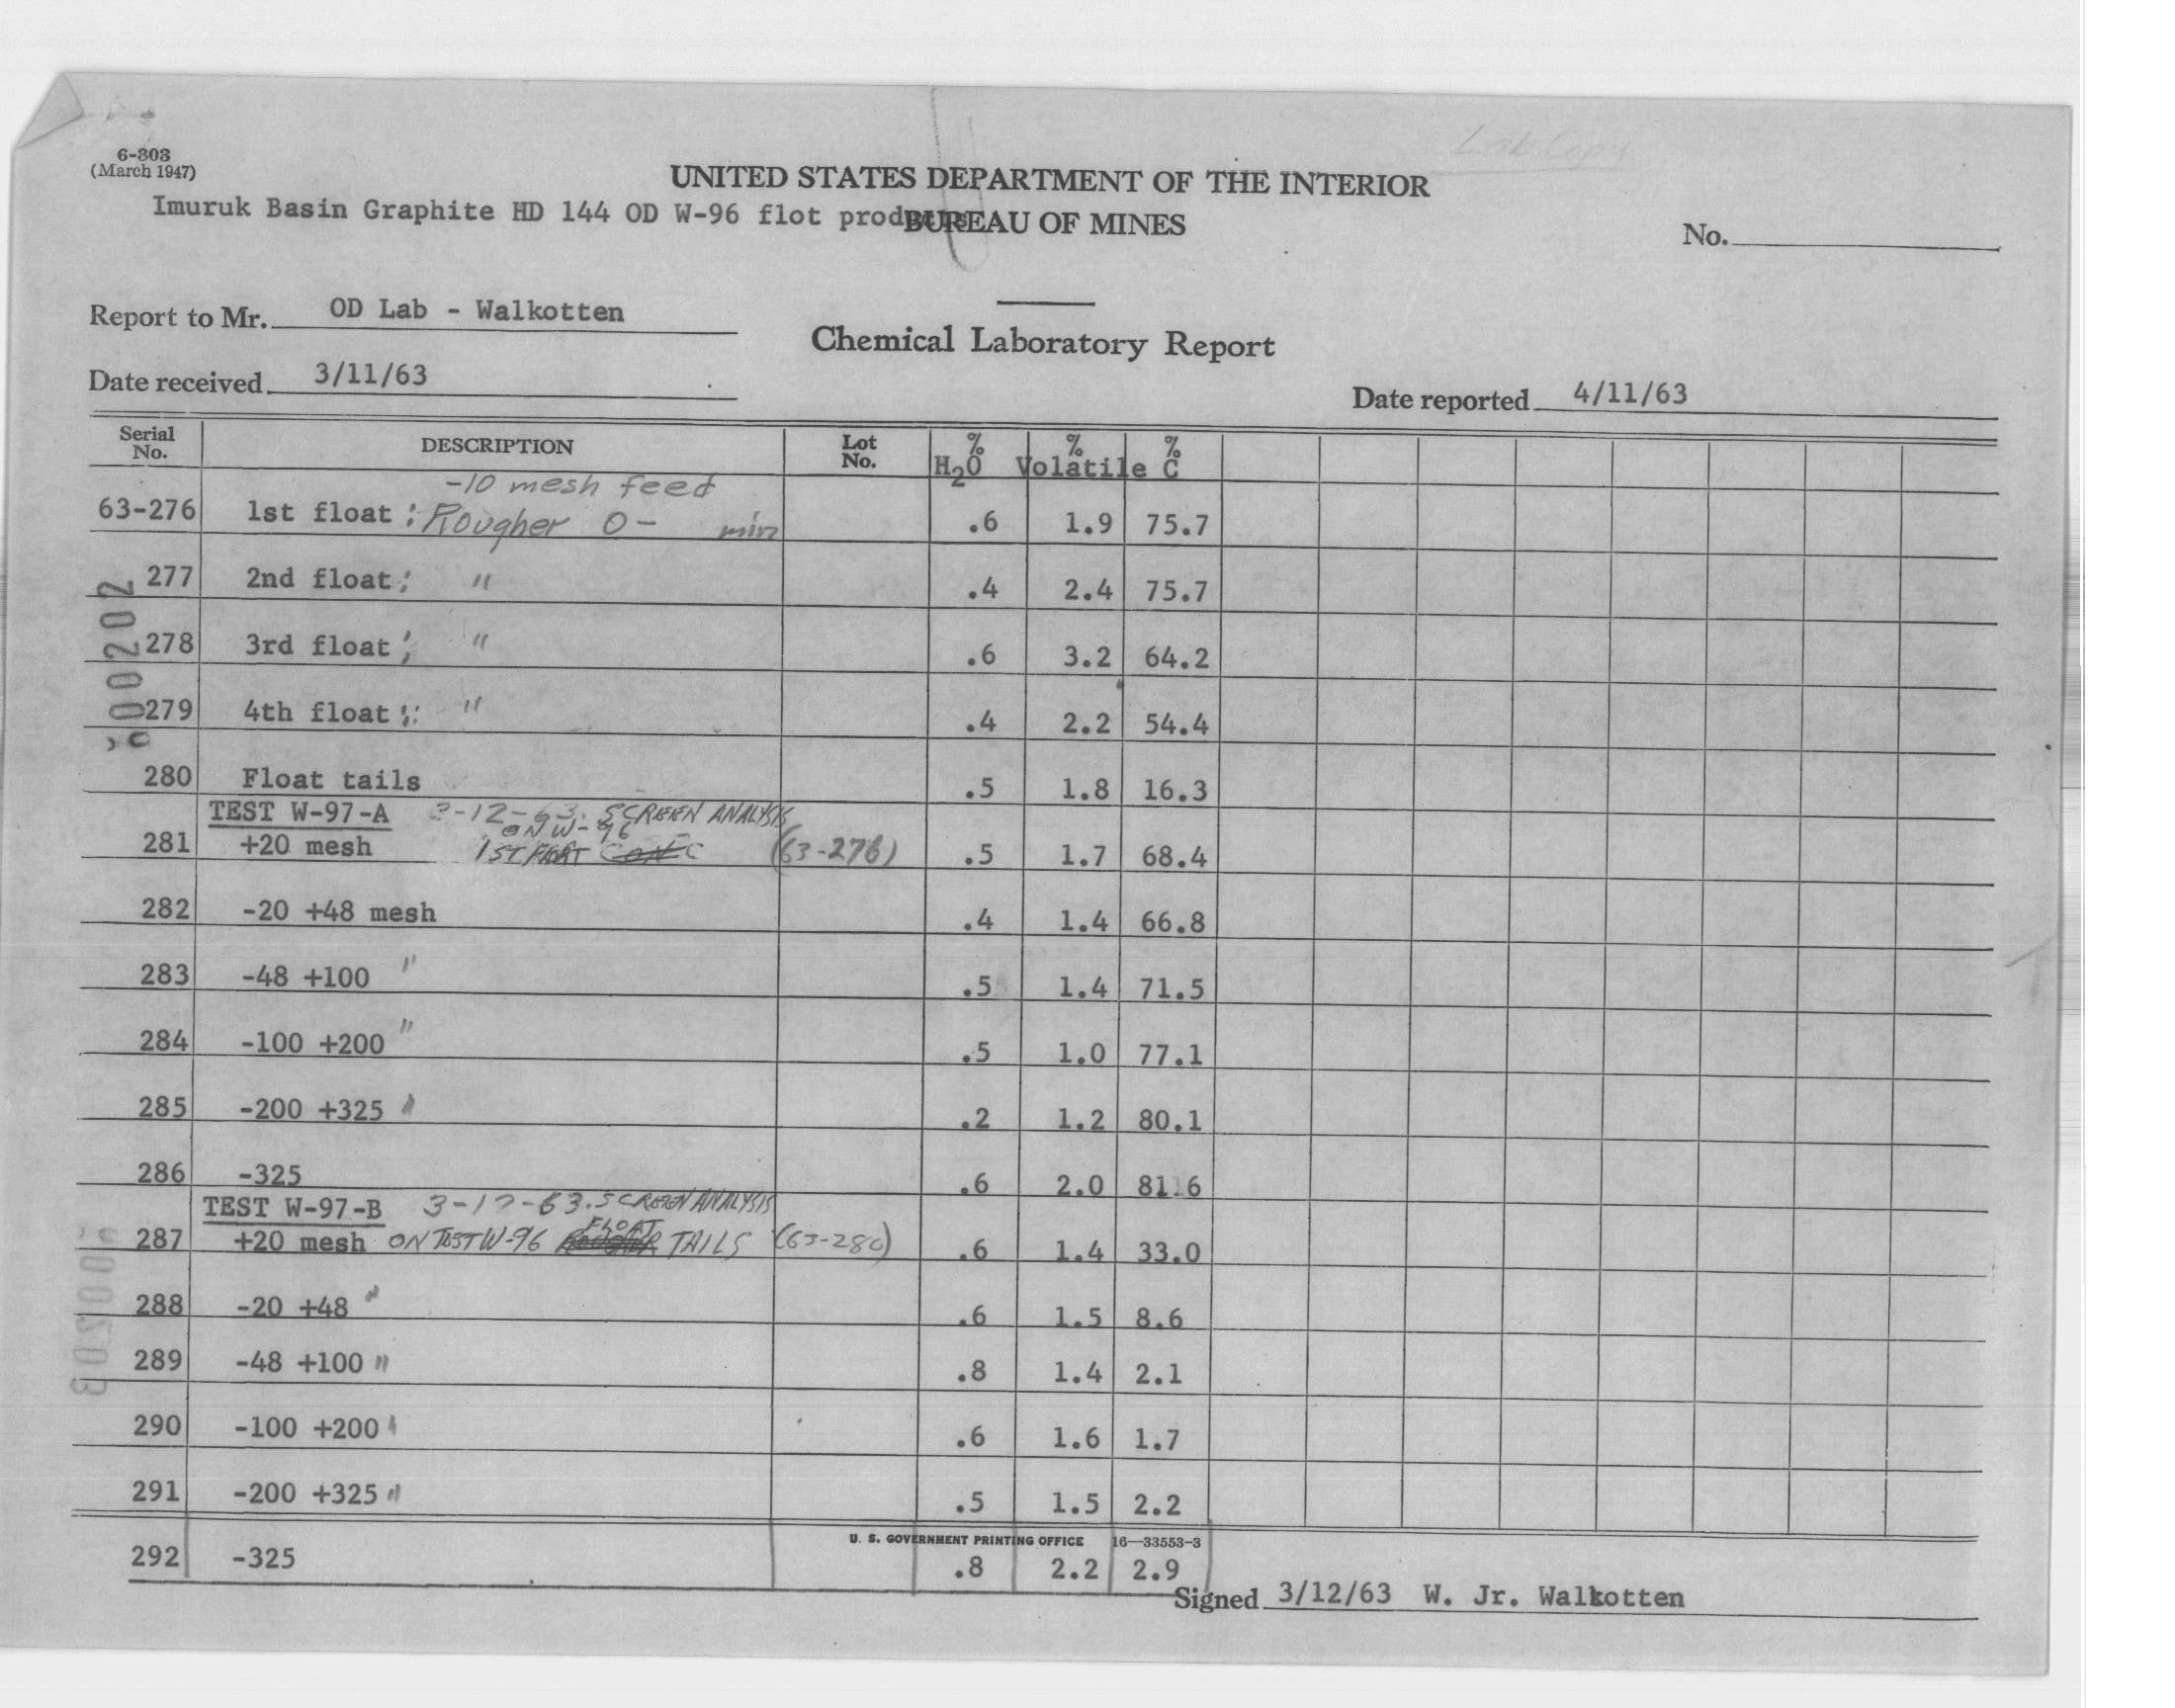 Lab Copy
6-303
(March 1947)
UNITED STATES DEPARTMENT OF THE INTERIOR
Imuruk Basin Graphite HD 144 OD W-96 flot products
BUREAU OF MINES
No.
Report to Mr. OD Lab - Walkotten
Chemical Laboratory Report
Date received 3/11/63
Date reported 4/11/63
Serial No. DESCRIPTION Lot No. % H2O % Volatile % C
-10 mesh feed
63-276 1st float : Rougher 0- min .6 1.9 75.7
277 2nd float ; " .4 2.4 75.7
278 3rd float ; " .6 3.2 64.2
279 4th float ; " .4 2.2 54.4
280 Float tails .5 1.8 16.3
TEST W-97-A 3-12-63. SCREEN ANALYSIS
ON W-96
281 +20 mesh 1ST FLOAT CONC (63-276) .5 1.7 68.4
282 -20 +48 mesh .4 1.4 66.8
283 -48 +100 " .5 1.4 71.5
284 -100 +200 " .5 1.0 77.1
285 -200 +325 " .2 1.2 80.1
286 -325 .6 2.0 81.6
TEST W-97-B 3-12-63. SCREEN ANALYSIS
FLOAT
287 +20 mesh ON TEST W-96 TAILS (63-280) .6 1.4 33.0
288 -20 +48 " .6 1.5 8.6
289 -48 +100 " .8 1.4 2.1
290 -100 +200 " .6 1.6 1.7
291 -200 +325 " .5 1.5 2.2
U. S. GOVERNMENT PRINTING OFFICE 16—33553-3
292 -325 .8 2.2 2.9
Signed 3/12/63 W. Jr. Walkotten
000203